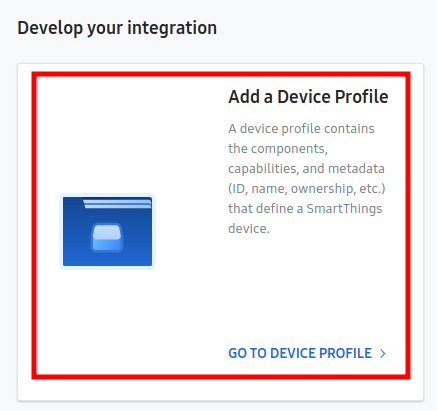 Develop your integration
Add a Device Profile
A device profile contains
the components,
capabilities, and metadata
(ID, name, ownership, etc.)
that define a SmartThings
device.
GO TO DEVICE PROFILE